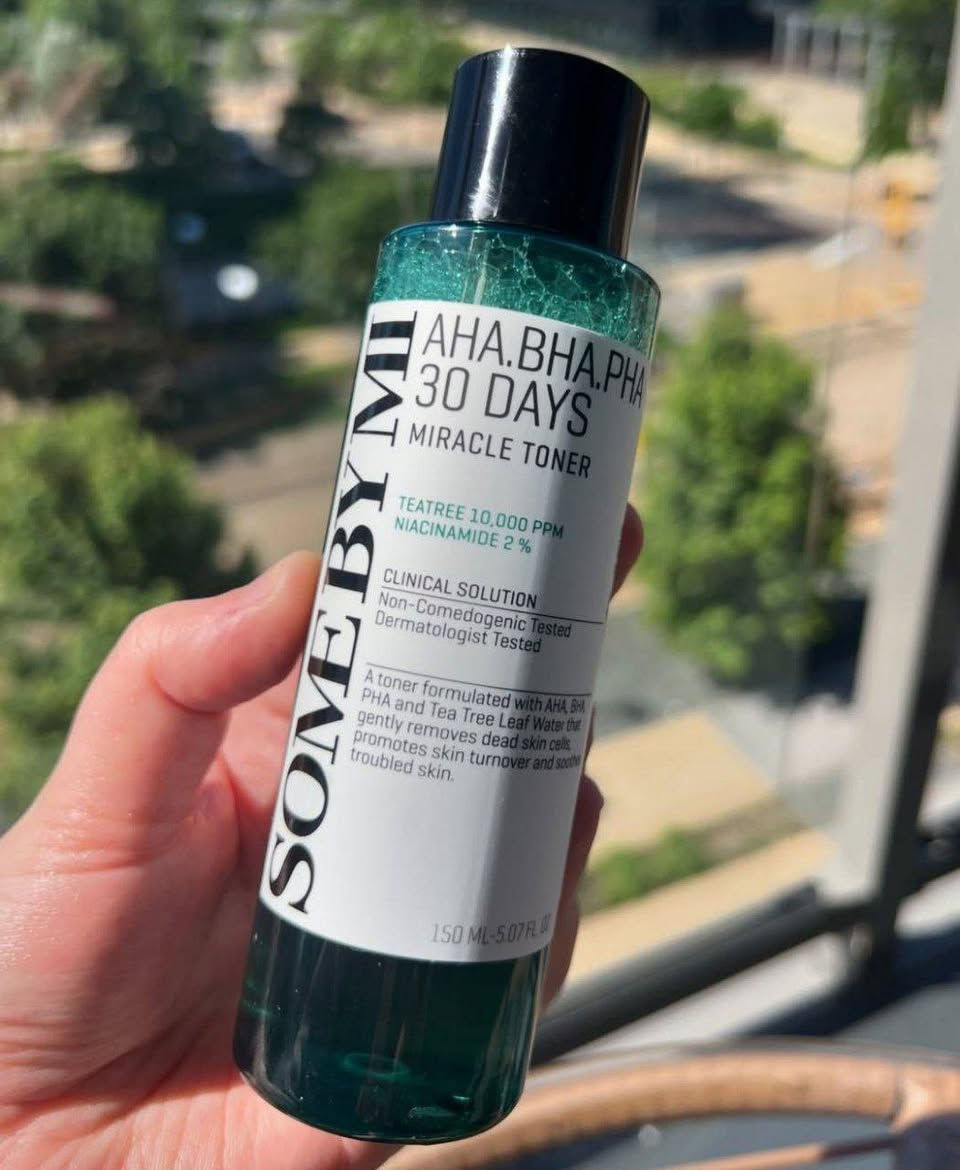 SOME BY MI
AHA.BHA.PHA
30 DAYS
MIRACLE TONER
TEATREE 10,000 PPM
NIACINAMIDE 2 %
CLINICAL SOLUTION
Non-Comedogenic Tested
Dermatologist Tested
A toner formulated with AHA, BHA,
PHA and Tea Tree Leaf Water that
gently removes dead skin cells,
promotes skin turnover and soothe
troubled skin.
150 ML-5.07 FL OZ